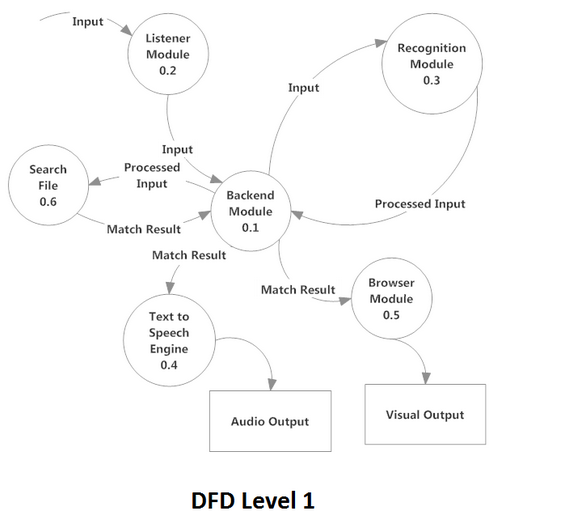 Input
Listener
Module
0.2
Recognition
Module
0.3
Input
Input
Processed
Input
Search
File
0.6
Backend
Module
0.1
Processed Input
Match Result
Match Result
Match Result
Browser
Module
0.5
Text to
Speech
Engine
0.4
Audio Output
Visual Output
DFD Level 1